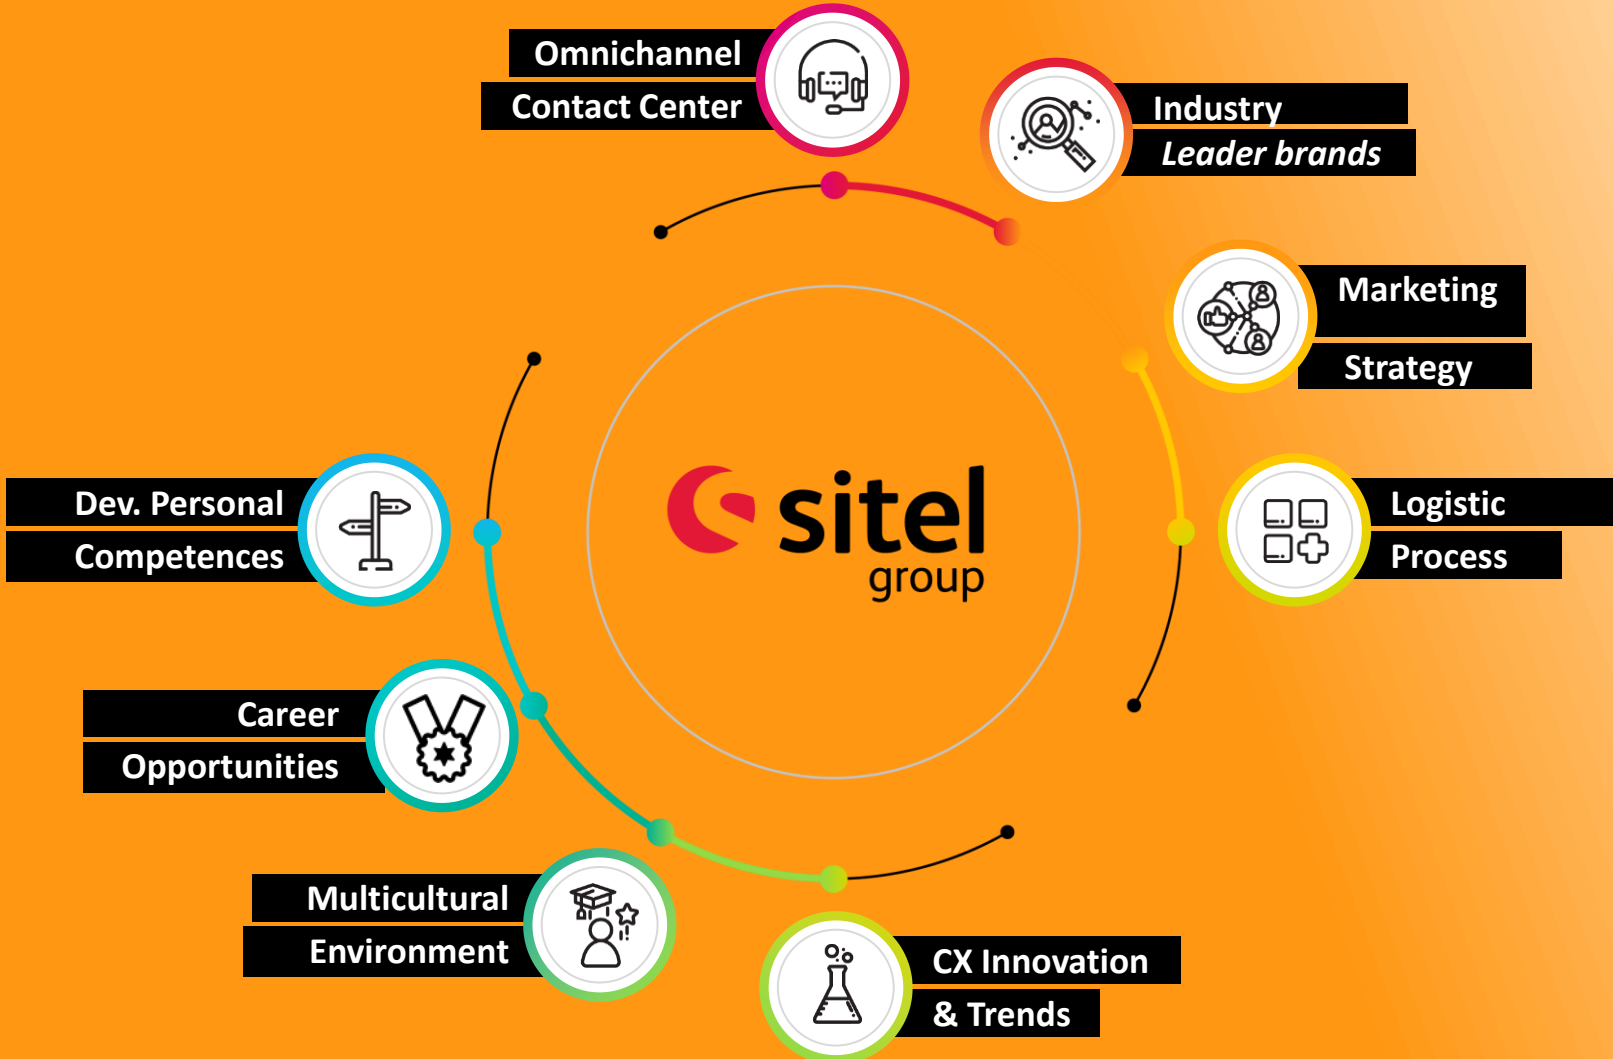 Omnichannel
Contact Center
Industry
Leader brands
Marketing
Strategy
Logistic
Process
CX Innovation
& Trends
Multicultural
Environment
Career
Opportunities
Dev. Personal
Competences
sitel
group